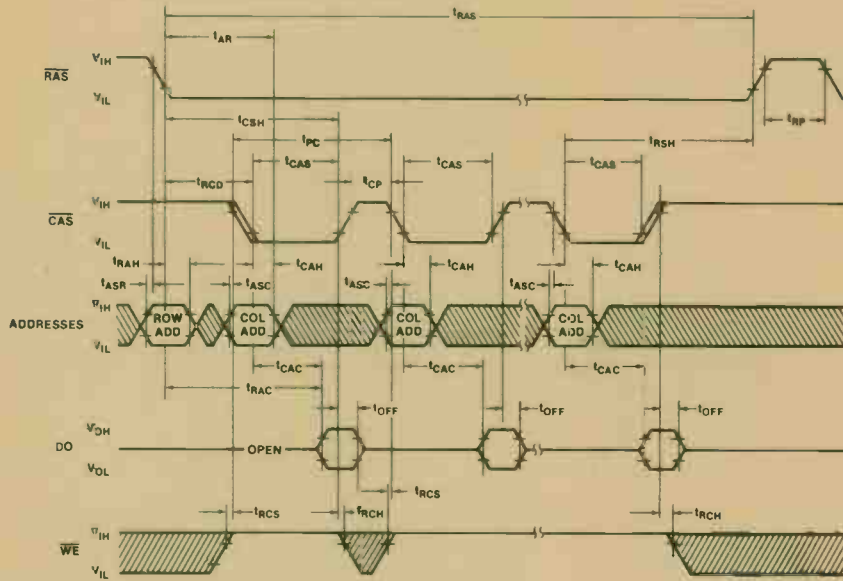 tRAS
tAR
VIH
RAS
VIL
tCSH
tPC
tRSH
tRP
tCAS
tCAS
tCAS
tRCD
tCP
VIH
CAS
VIL
tRAH
tCAH
tCAH
tCAH
tASR
tASC
tASC
tASC
VIH
ADDRESSES
ROW ADD
COL ADD
COL ADD
COL ADD
VIL
tCAC
tCAC
tCAC
tRAC
tOFF
tOFF
tOFF
VOH
DO
OPEN
VOL
tRCS
tRCS
tRCH
tRCH
VIH
WE
VIL